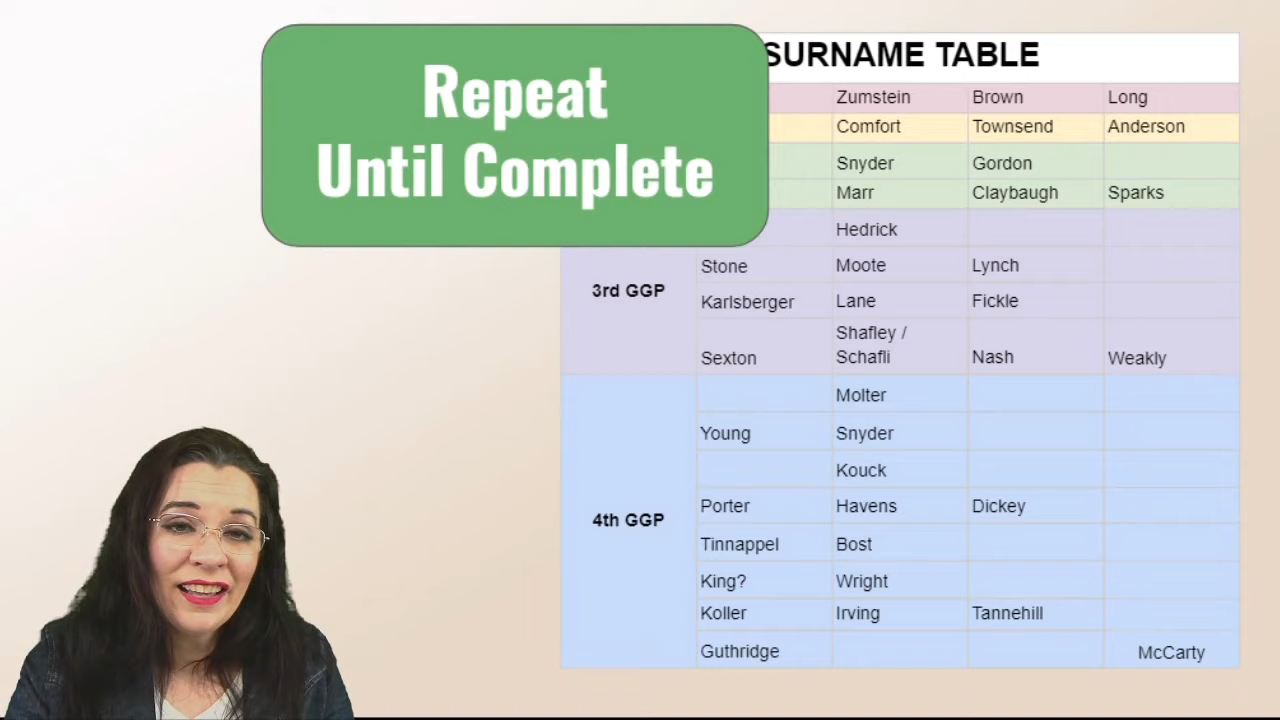 Repeat
Until Complete
SURNAME TABLE
Zumstein Brown Long
Comfort Townsend Anderson
Snyder Gordon
Marr Claybaugh Sparks
Hedrick
Stone Moote Lynch
3rd GGP
Karlsberger Lane Fickle
Shafley /
Sexton Schafli Nash Weakly
Molter
Young Snyder
Kouck
Porter Havens Dickey
4th GGP
Tinnappel Bost
King? Wright
Koller Irving Tannehill
Guthridge McCarty